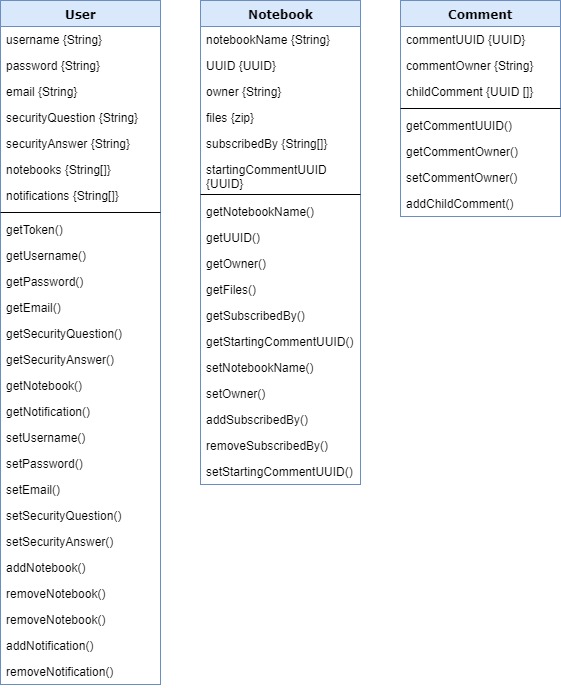 User
username {String}
password {String}
email {String}
securityQuestion {String}
securityAnswer {String}
notebooks {String[]}
notifications {String[]}
getToken()
getUsername()
getPassword()
getEmail()
getSecurityQuestion()
getSecurityAnswer()
getNotebook()
getNotification()
setUsername()
setPassword()
setEmail()
setSecurityQuestion()
setSecurityAnswer()
addNotebook()
removeNotebook()
removeNotebook()
addNotification()
removeNotification()
Notebook
notebookName {String}
UUID {UUID}
owner {String}
files {zip}
subscribedBy {String[]}
startingCommentUUID
{UUID}
getNotebookName()
getUUID()
getOwner()
getFiles()
getSubscribedBy()
getStartingCommentUUID()
setNotebookName()
setOwner()
addSubscribedBy()
removeSubscribedBy()
setStartingCommentUUID()
Comment
commentUUID {UUID}
commentOwner {String}
childComment {UUID []}
getCommentUUID()
getCommentOwner()
setCommentOwner()
addChildComment()